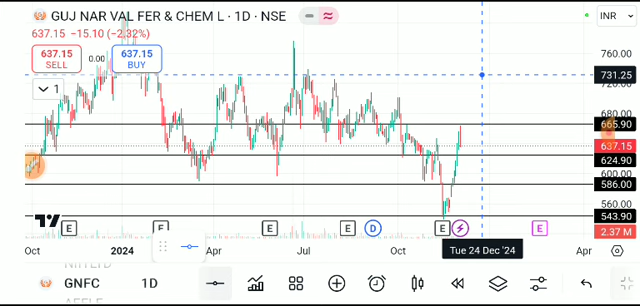 GUJ NAR VAL FER & CHEM L · 1D · NSE
INR
637.15 −15.10 (−2.32%)
637.15 SELL
0.00
637.15 BUY
1
760.00
731.25
720.00
680.00
665.90
637.15
624.90
600.00
586.00
543.90
2.37 M
E E E E D E E
Oct 2024 Apr Jul Oct Tue 24 Dec '24 Apr
GNFC 1D